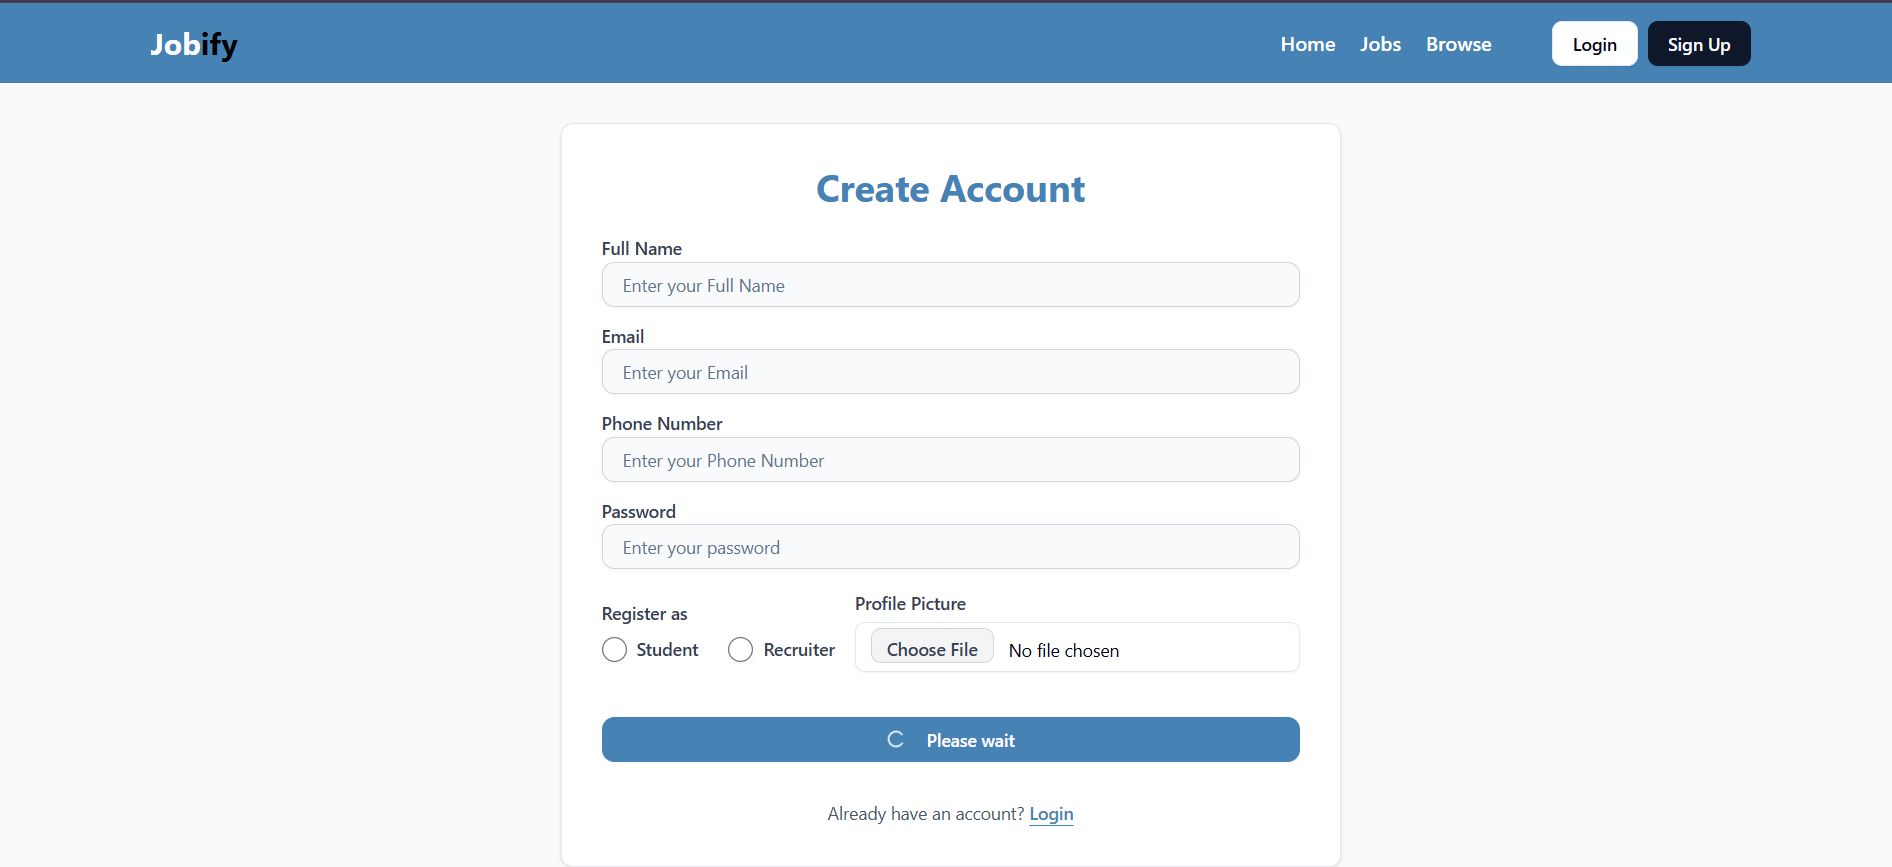 Jobify Home Jobs Browse Login Sign Up
Create Account
Full Name
Enter your Full Name
Email
Enter your Email
Phone Number
Enter your Phone Number
Password
Enter your password
Register as
Student Recruiter
Profile Picture
Choose File No file chosen
Please wait
Already have an account? Login